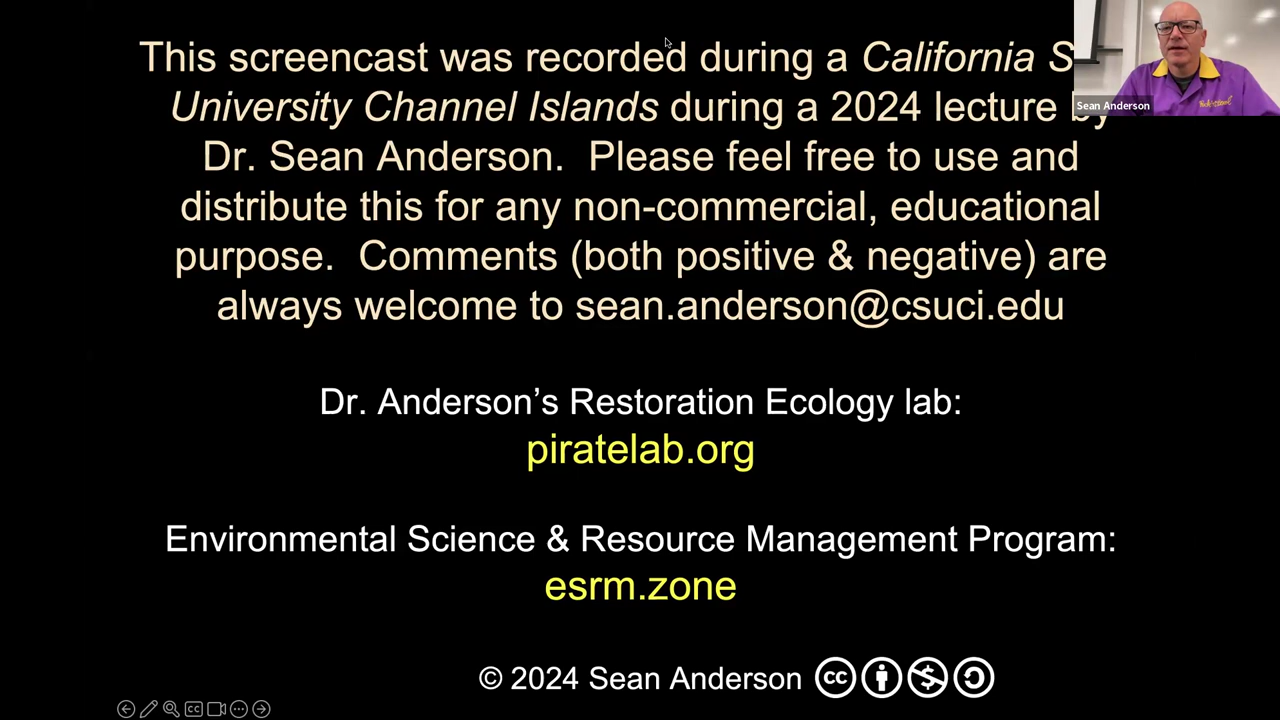 This screencast was recorded during a California S
University Channel Islands during a 2024 lecture by
Dr. Sean Anderson. Please feel free to use and
distribute this for any non-commercial, educational
purpose. Comments (both positive & negative) are
always welcome to sean.anderson@csuci.edu
Sean Anderson
Dr. Anderson’s Restoration Ecology lab:
piratelab.org
Environmental Science & Resource Management Program:
esrm.zone
© 2024 Sean Anderson cc
CC